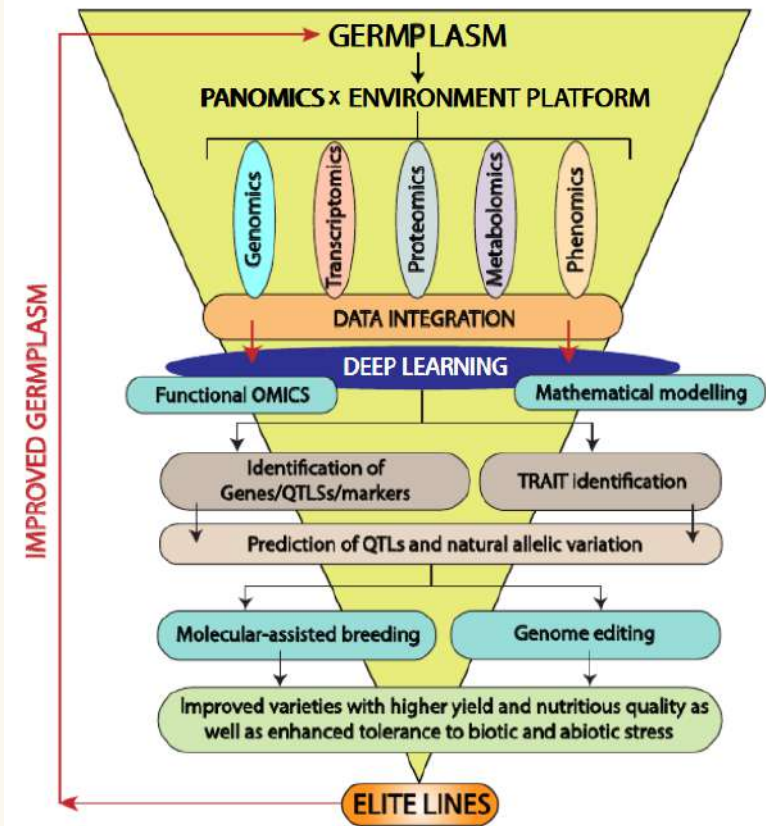 GERMPLASM
PANOMICS x ENVIRONMENT PLATFORM
Genomics
Transcriptomics
Proteomics
Metabolomics
Phenomics
DATA INTEGRATION
DEEP LEARNING
Functional OMICS
Mathematical modelling
Identification of
Genes/QTLSs/markers
TRAIT identification
Prediction of QTLs and natural allelic variation
Molecular-assisted breeding
Genome editing
Improved varieties with higher yield and nutritious quality as
well as enhanced tolerance to biotic and abiotic stress
ELITE LINES
IMPROVED GERMPLASM